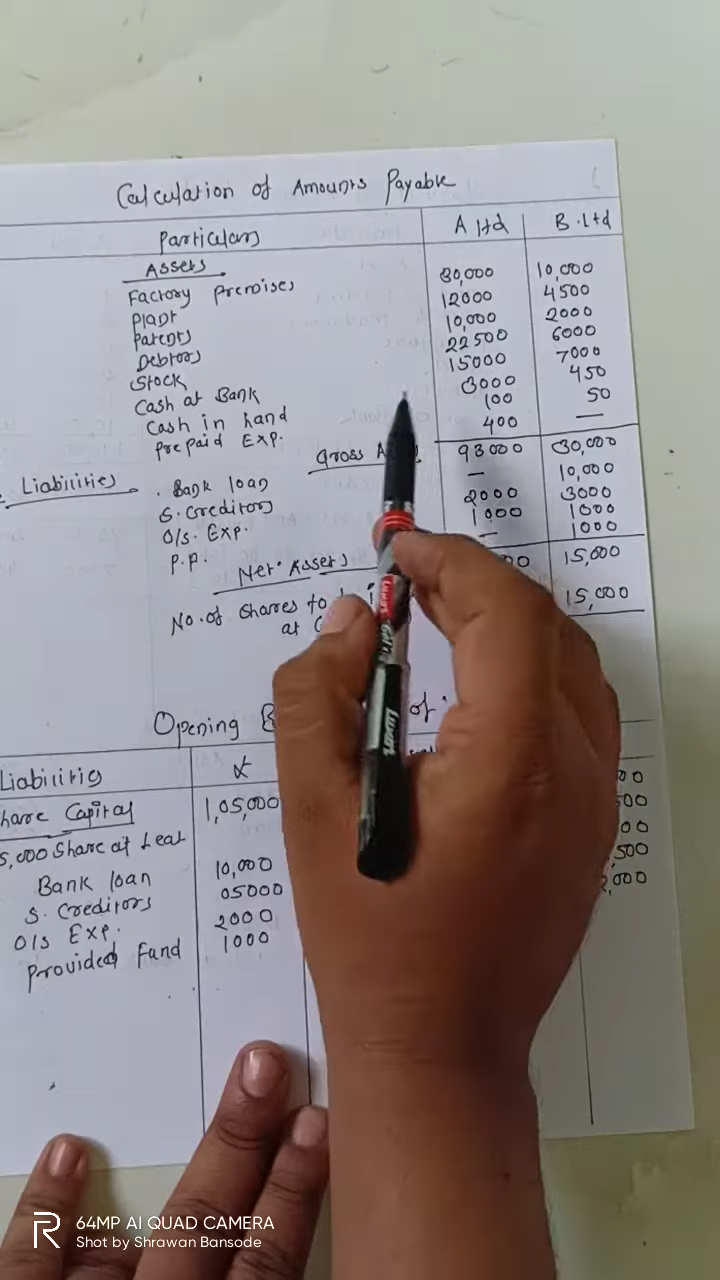 Calculation of Amounts Payable
Particulars A ltd B.ltd
Assets
Factory Premises 30,000 10,000
Plant 12000 4500
Patents 10,000 2000
Debtors 22500 6000
Stock 15000 7000
Cash at Bank 3000 450
Cash in hand 100 50
Prepaid Exp. 400 —
Gross 93000 30,000
Liabilities
Bank loan — 10,000
S. Creditors 2000 3000
O/s. Exp. 1000 1000
P.P. — 1000
Net Assets 15,000
No. of Shares to 15,000
at
Opening of
Liabilities
Share Capital 1,05,000
5,000 Share at
Bank loan 10,000
S. Creditors 05000
O/s Exp. 2000
Provided Fund 1000
Luxor
R
64MP AI QUAD CAMERA
Shot by Shrawan Bansode